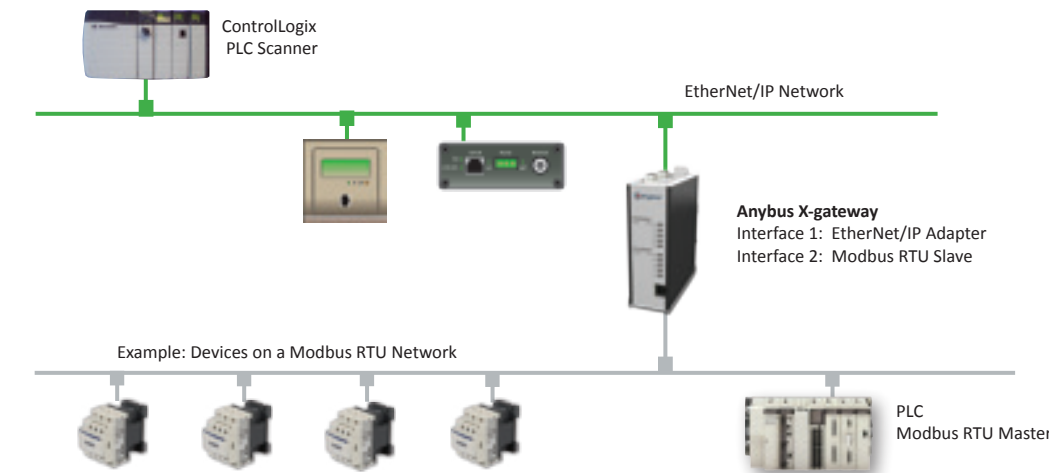 ControlLogix
PLC Scanner
EtherNet/IP Network
Anybus X-gateway
Interface 1: EtherNet/IP Adapter
Interface 2: Modbus RTU Slave
Example: Devices on a Modbus RTU Network
PLC
Modbus RTU Master